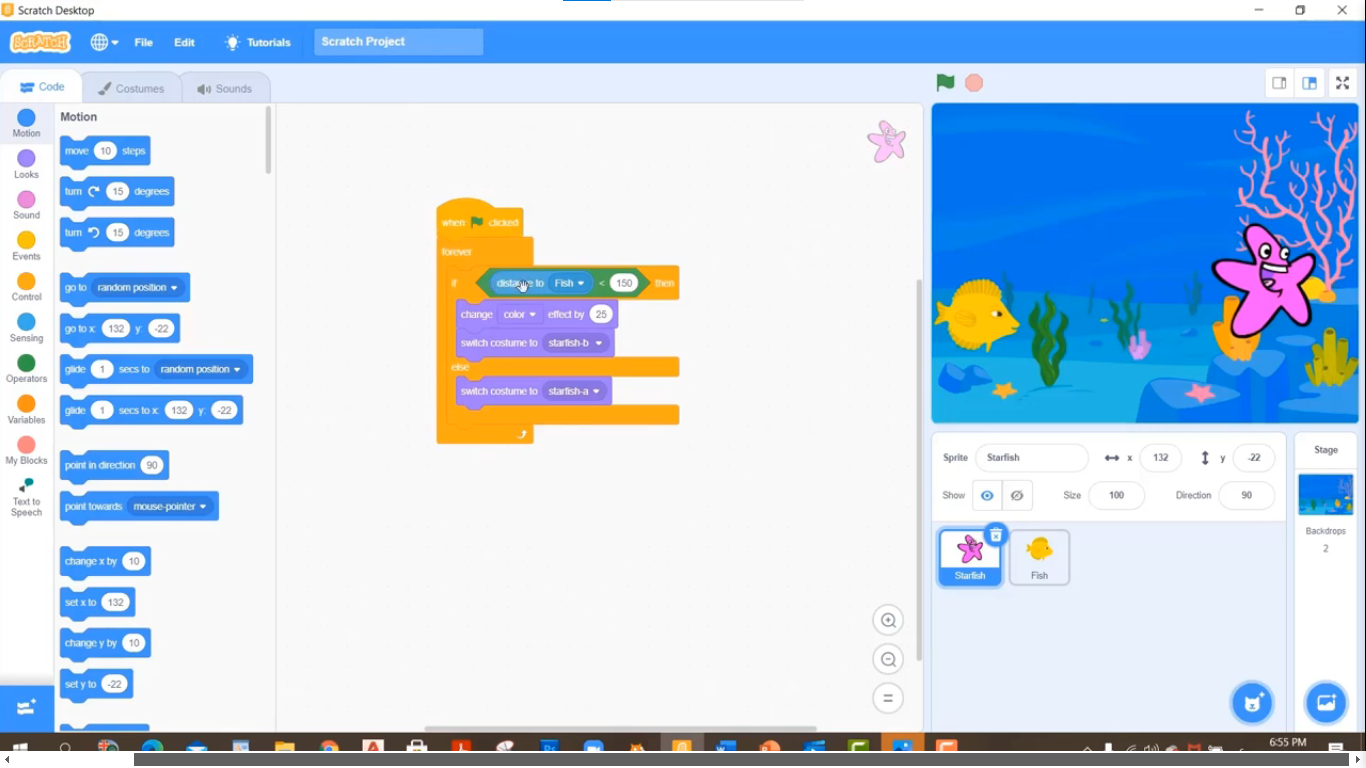 Scratch Desktop
SCRATCH
File
Edit
Tutorials
Scratch Project
Code
Costumes
Sounds
Motion
Looks
Sound
Events
Control
Sensing
Operators
Variables
My Blocks
Text to
Speech
Motion
move 10 steps
turn 15 degrees
turn 15 degrees
go to random position
go to x: 132 y: -22
glide 1 secs to random position
glide 1 secs to x: 132 y: -22
point in direction 90
point towards mouse-pointer
change x by 10
set x to 132
change y by 10
set y to -22
when clicked
forever
if distance to Fish < 150 then
change color effect by 25
switch costume to starfish-b
else
switch costume to starfish-a
Sprite Starfish x 132 y -22
Show Size 100 Direction 90
Starfish
Fish
Stage
Backdrops
2
6:55 PM